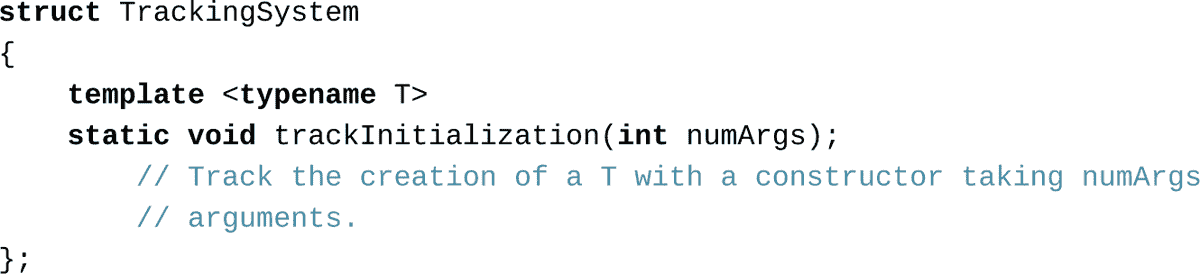 struct TrackingSystem
{
    template <typename T>
    static void trackInitialization(int numArgs);
        // Track the creation of a T with a constructor taking numArgs
        // arguments.
};